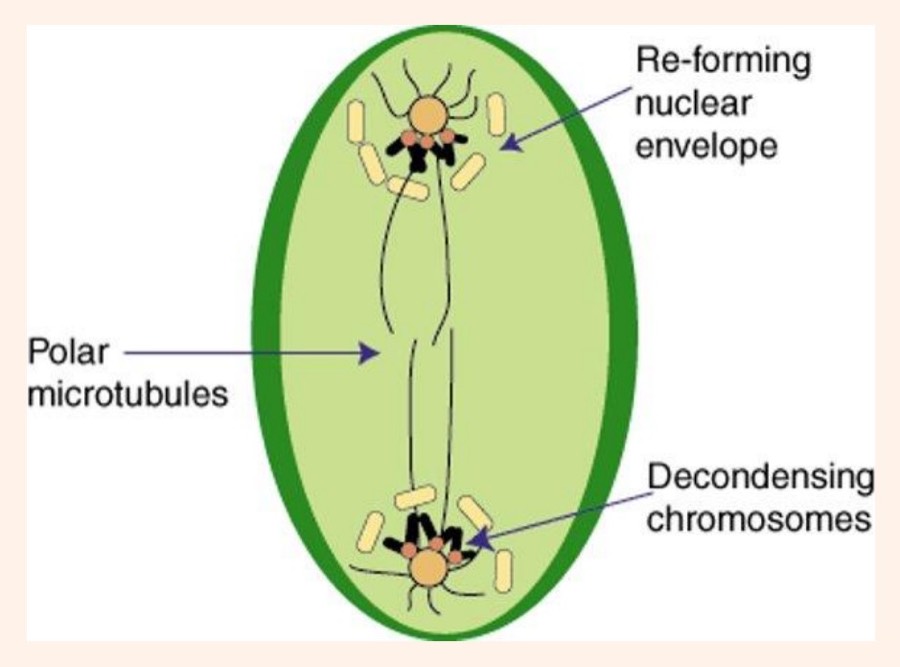 Re-forming
nuclear
envelope
Polar
microtubules
Decondensing
chromosomes